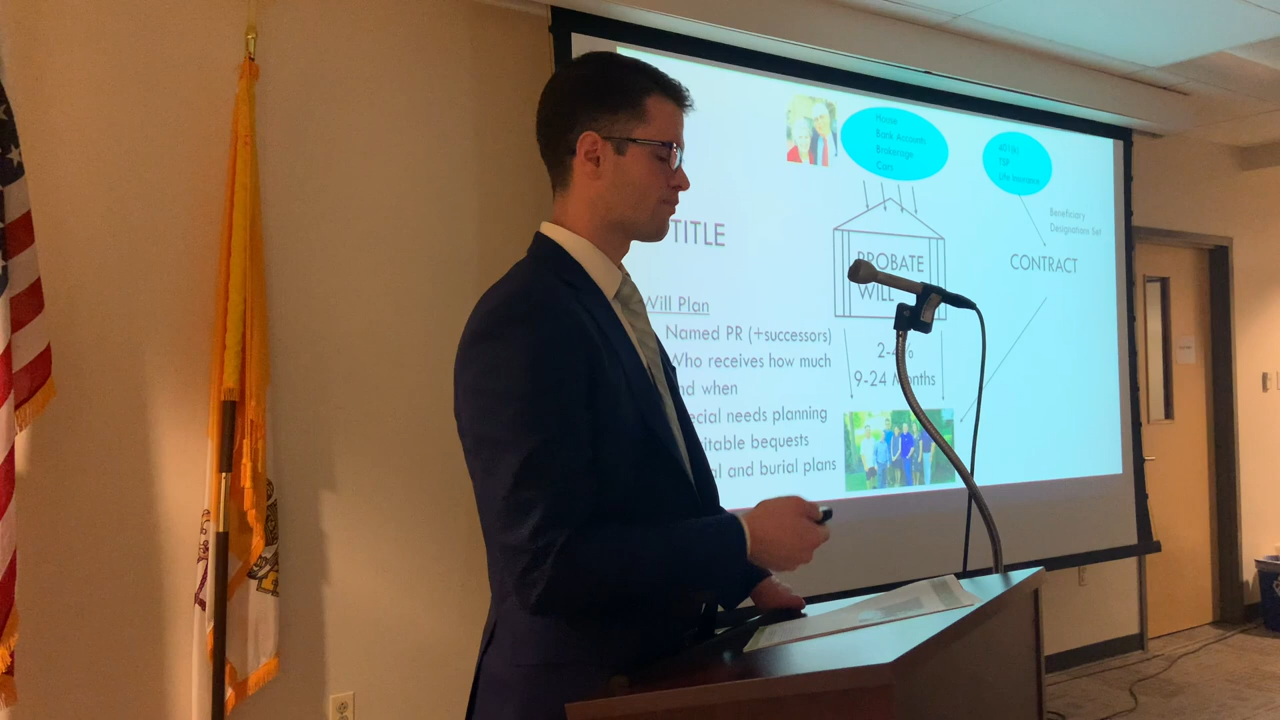 TITLE
Will Plan
Named PR (+successors)
Who receives how much
and when
special needs planning
itable bequests
al and burial plans
House
Bank Accounts
Brokerage
Cars
PROBATE
WILL
9-24 Months
401(k)
TSP
Life Insurance
Beneficiary
Designations Set
CONTRACT